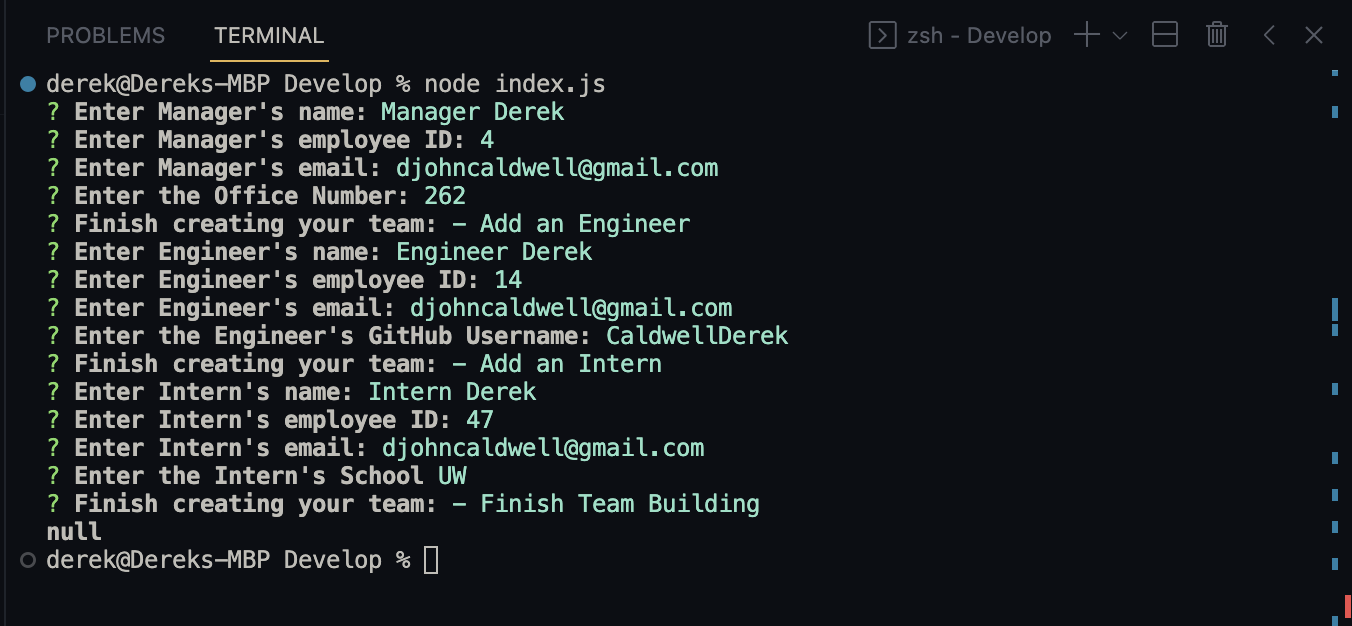 PROBLEMS TERMINAL zsh - Develop
derek@Dereks-MBP Develop % node index.js
? Enter Manager's name: Manager Derek
? Enter Manager's employee ID: 4
? Enter Manager's email: djohncaldwell@gmail.com
? Enter the Office Number: 262
? Finish creating your team: - Add an Engineer
? Enter Engineer's name: Engineer Derek
? Enter Engineer's employee ID: 14
? Enter Engineer's email: djohncaldwell@gmail.com
? Enter the Engineer's GitHub Username: CaldwellDerek
? Finish creating your team: - Add an Intern
? Enter Intern's name: Intern Derek
? Enter Intern's employee ID: 47
? Enter Intern's email: djohncaldwell@gmail.com
? Enter the Intern's School UW
? Finish creating your team: - Finish Team Building
null
derek@Dereks-MBP Develop %